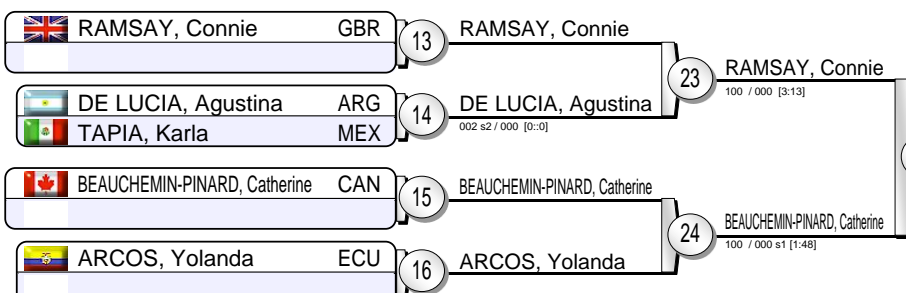 RAMSAY, Connie GBR
13
RAMSAY, Connie
DE LUCIA, Agustina ARG
TAPIA, Karla MEX
14
DE LUCIA, Agustina
002 s2 / 000 [0::0]
23
RAMSAY, Connie
100 / 000 [3:13]
BEAUCHEMIN-PINARD, Catherine CAN
15
BEAUCHEMIN-PINARD, Catherine
ARCOS, Yolanda ECU
16
ARCOS, Yolanda
24
BEAUCHEMIN-PINARD, Catherine
100 / 000 s1 [1:48]